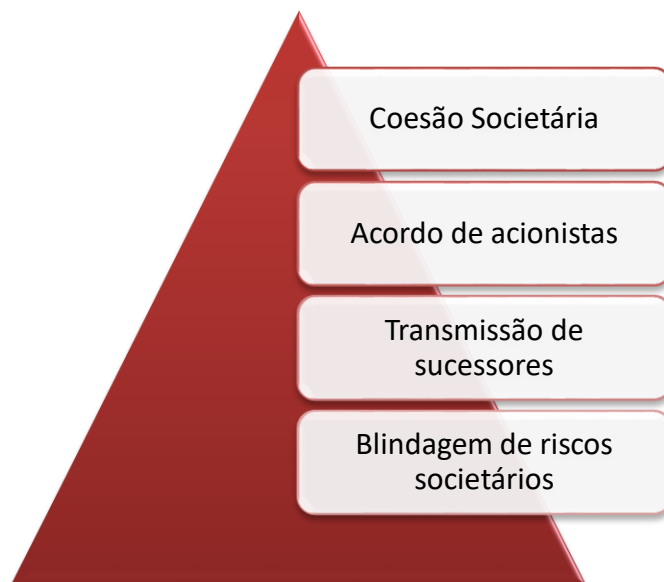 Coesão Societária
Acordo de acionistas
Transmissão de
sucessores
Blindagem de riscos
societários